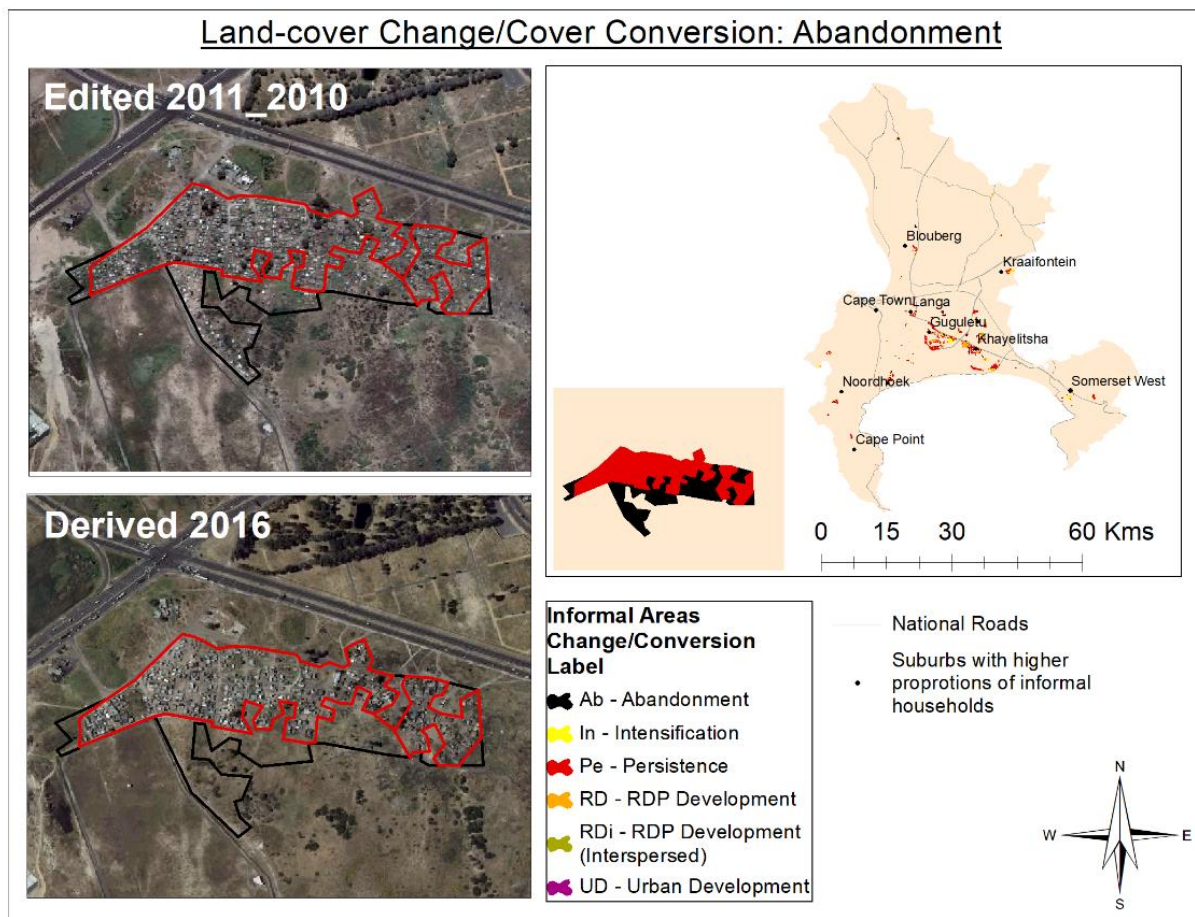 Land-cover Change/Cover Conversion: Abandonment
Edited 2011_2010
Derived 2016
Blouberg
Kraaifontein
Cape Town
Langa
Guguletu
Khayelitsha
Noordhoek
Somerset West
Cape Point
0 15 30 60 Kms
Informal Areas
Change/Conversion
Label
Ab - Abandonment
In - Intensification
Pe - Persistence
RD - RDP Development
RDi - RDP Development
(Interspersed)
UD - Urban Development
National Roads
Suburbs with higher
proprotions of informal
households
N
W
E
S